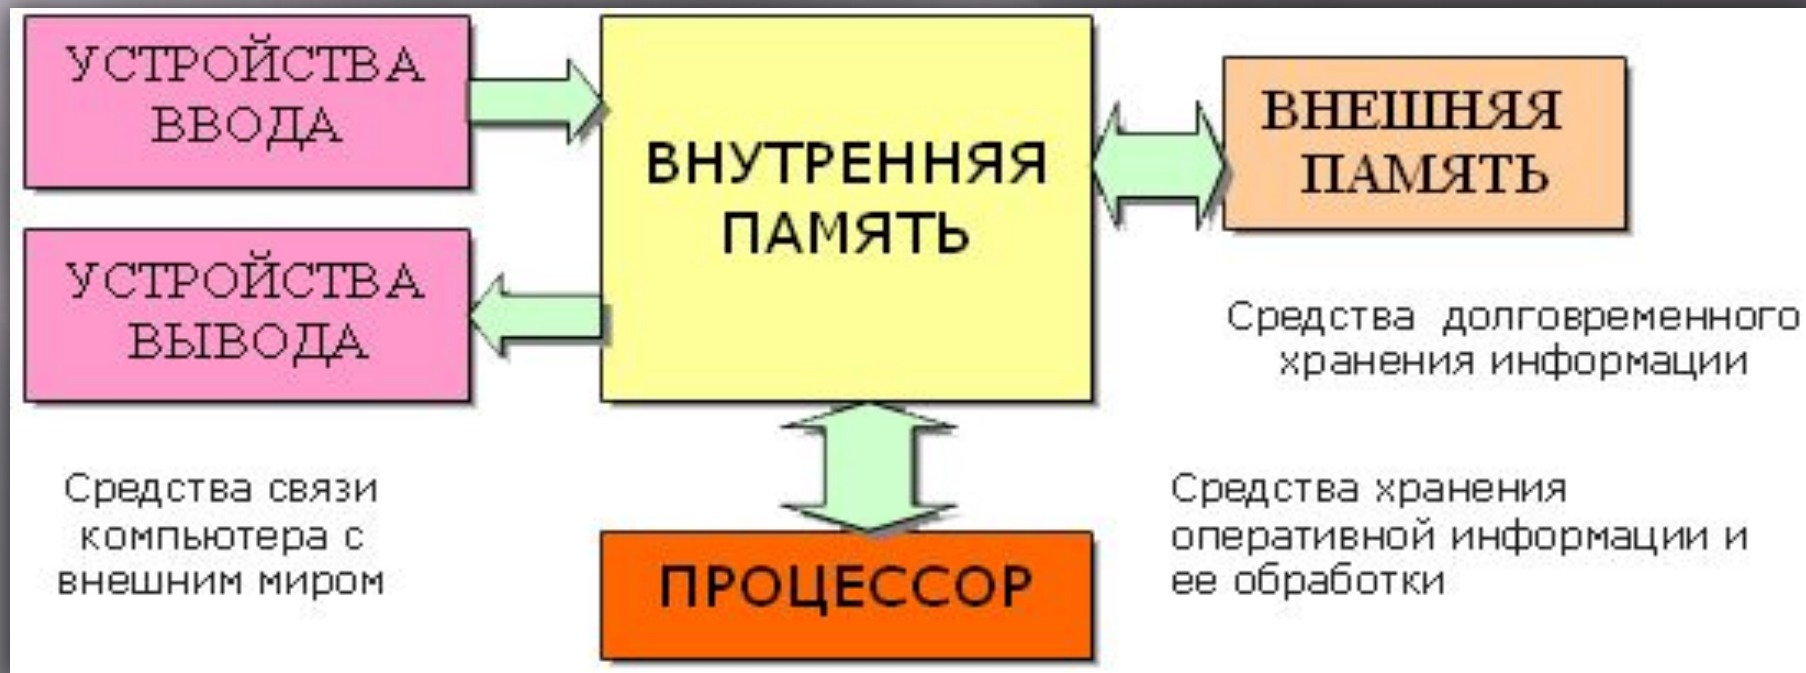 УСТРОЙСТВА
ВВОДА
ВНУТРЕННЯЯ
ПАМЯТЬ
ВНЕШНЯЯ
ПАМЯТЬ
УСТРОЙСТВА
ВЫВОДА
Средства долговременного
хранения информации
Средства связи
компьютера с
внешним миром
ПРОЦЕССОР
Средства хранения
оперативной информации и
ее обработки